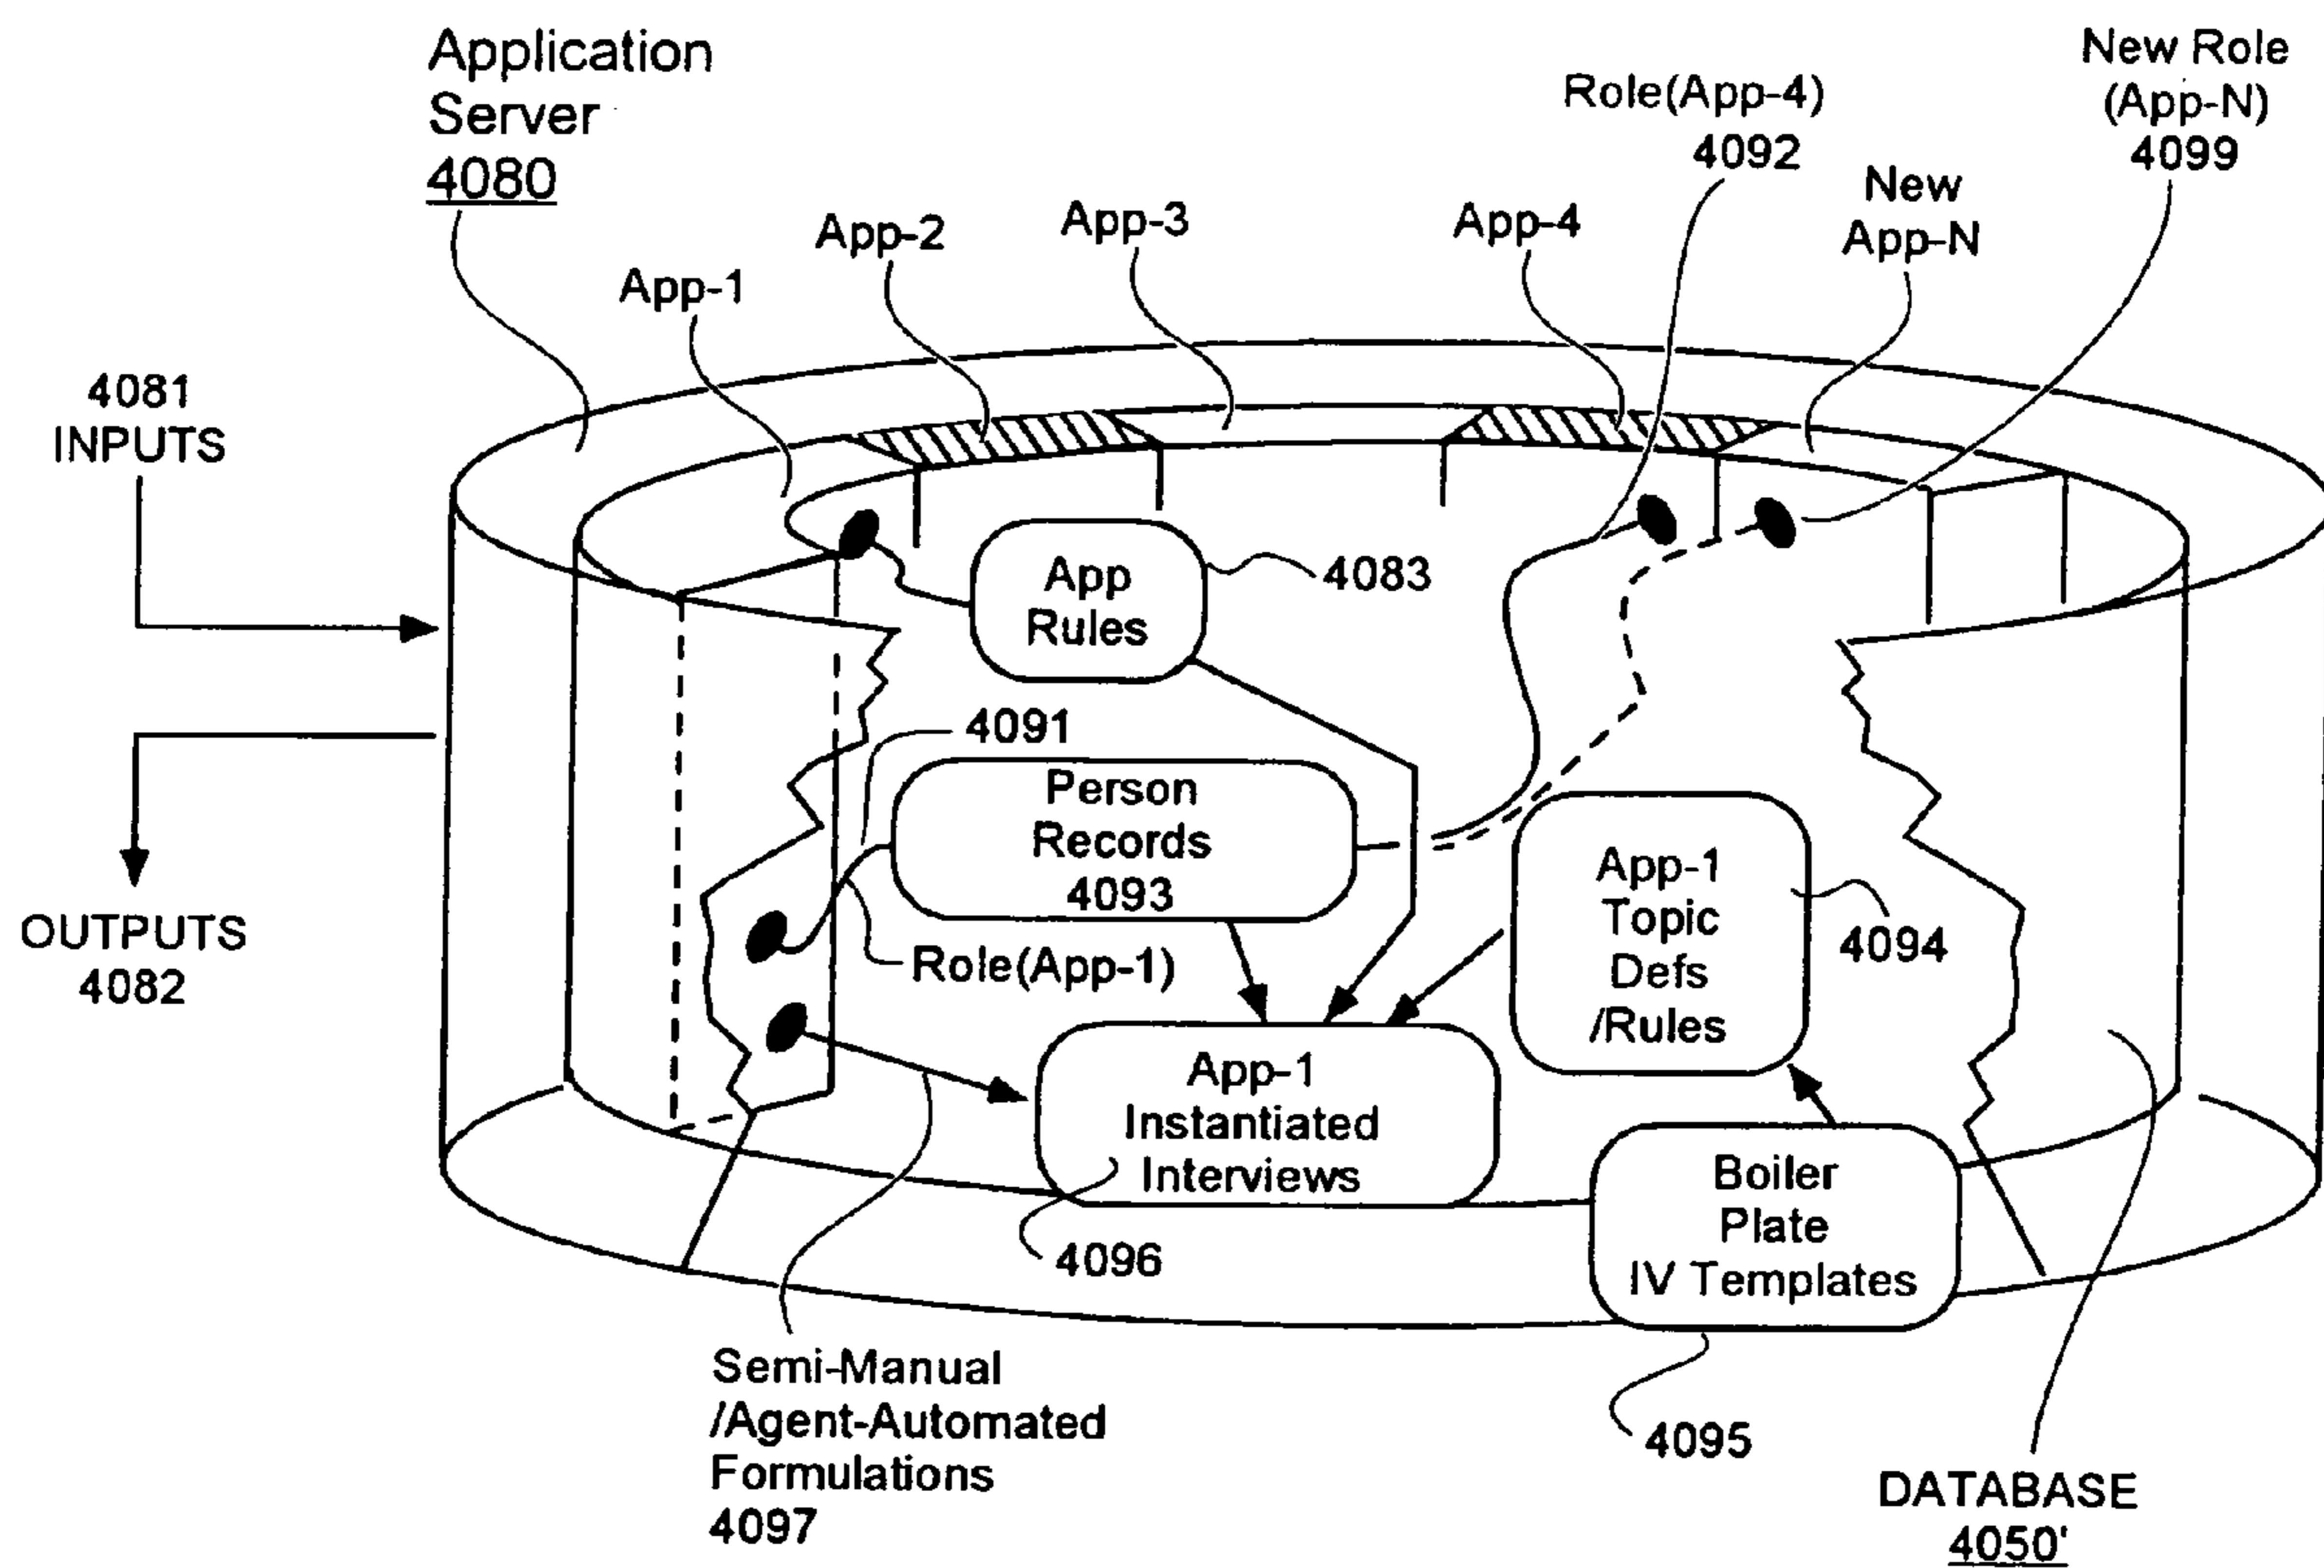 Application
Server
4080
New Role
(App-N)
4099
Role(App-4)
4092
New
App-N
App-4
App-3
App-2
App-1
4081
INPUTS
App
Rules
4083
4091
Person
Records
4093
App-1
Topic
Defs
/Rules
4094
OUTPUTS
4082
Role(App-1)
App-1
Instantiated
Interviews
Boiler
Plate
IV Templates
4096
Semi-Manual
/Agent-Automated
Formulations
4097
4095
DATABASE
4050'